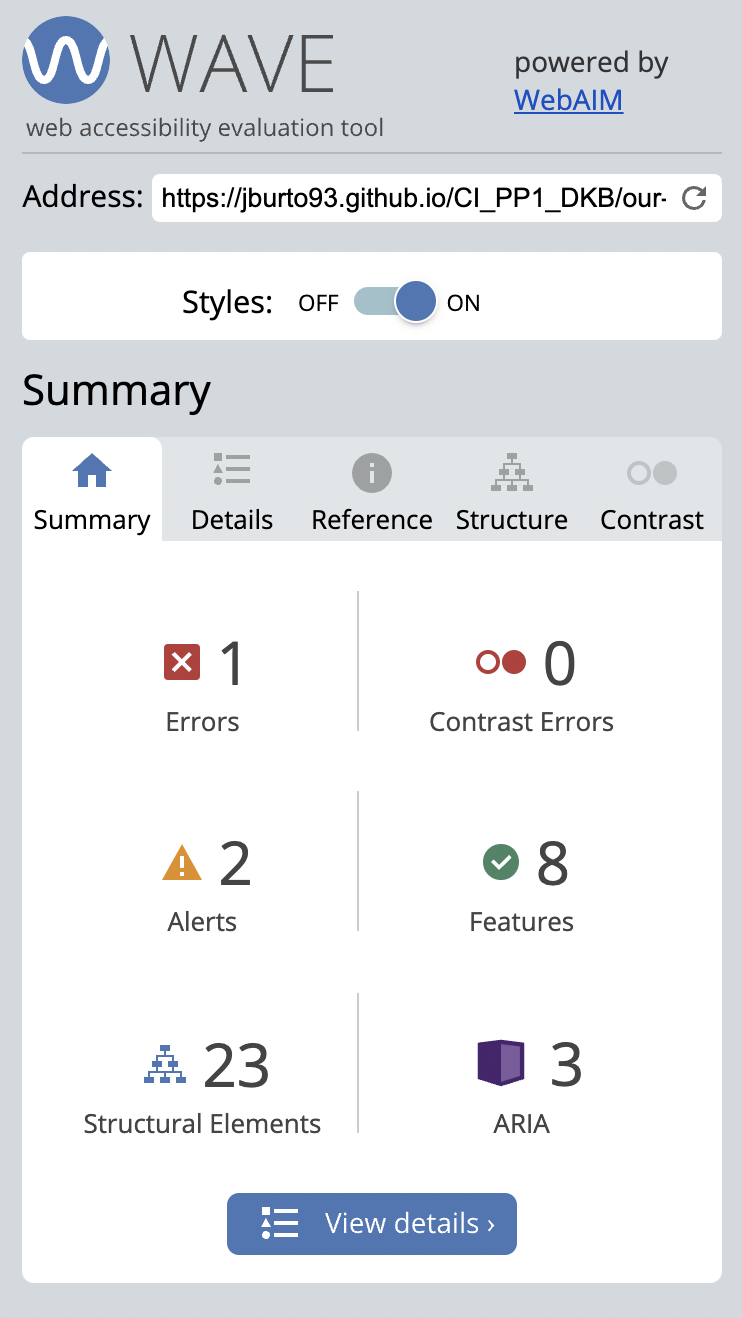 WAVE
powered by
WebAIM
web accessibility evaluation tool
Address: https://jburto93.github.io/CI_PP1_DKB/our-
Styles: OFF ON
Summary
Summary Details Reference Structure Contrast
1 0
Errors Contrast Errors
2 8
Alerts Features
23 3
Structural Elements ARIA
View details ›